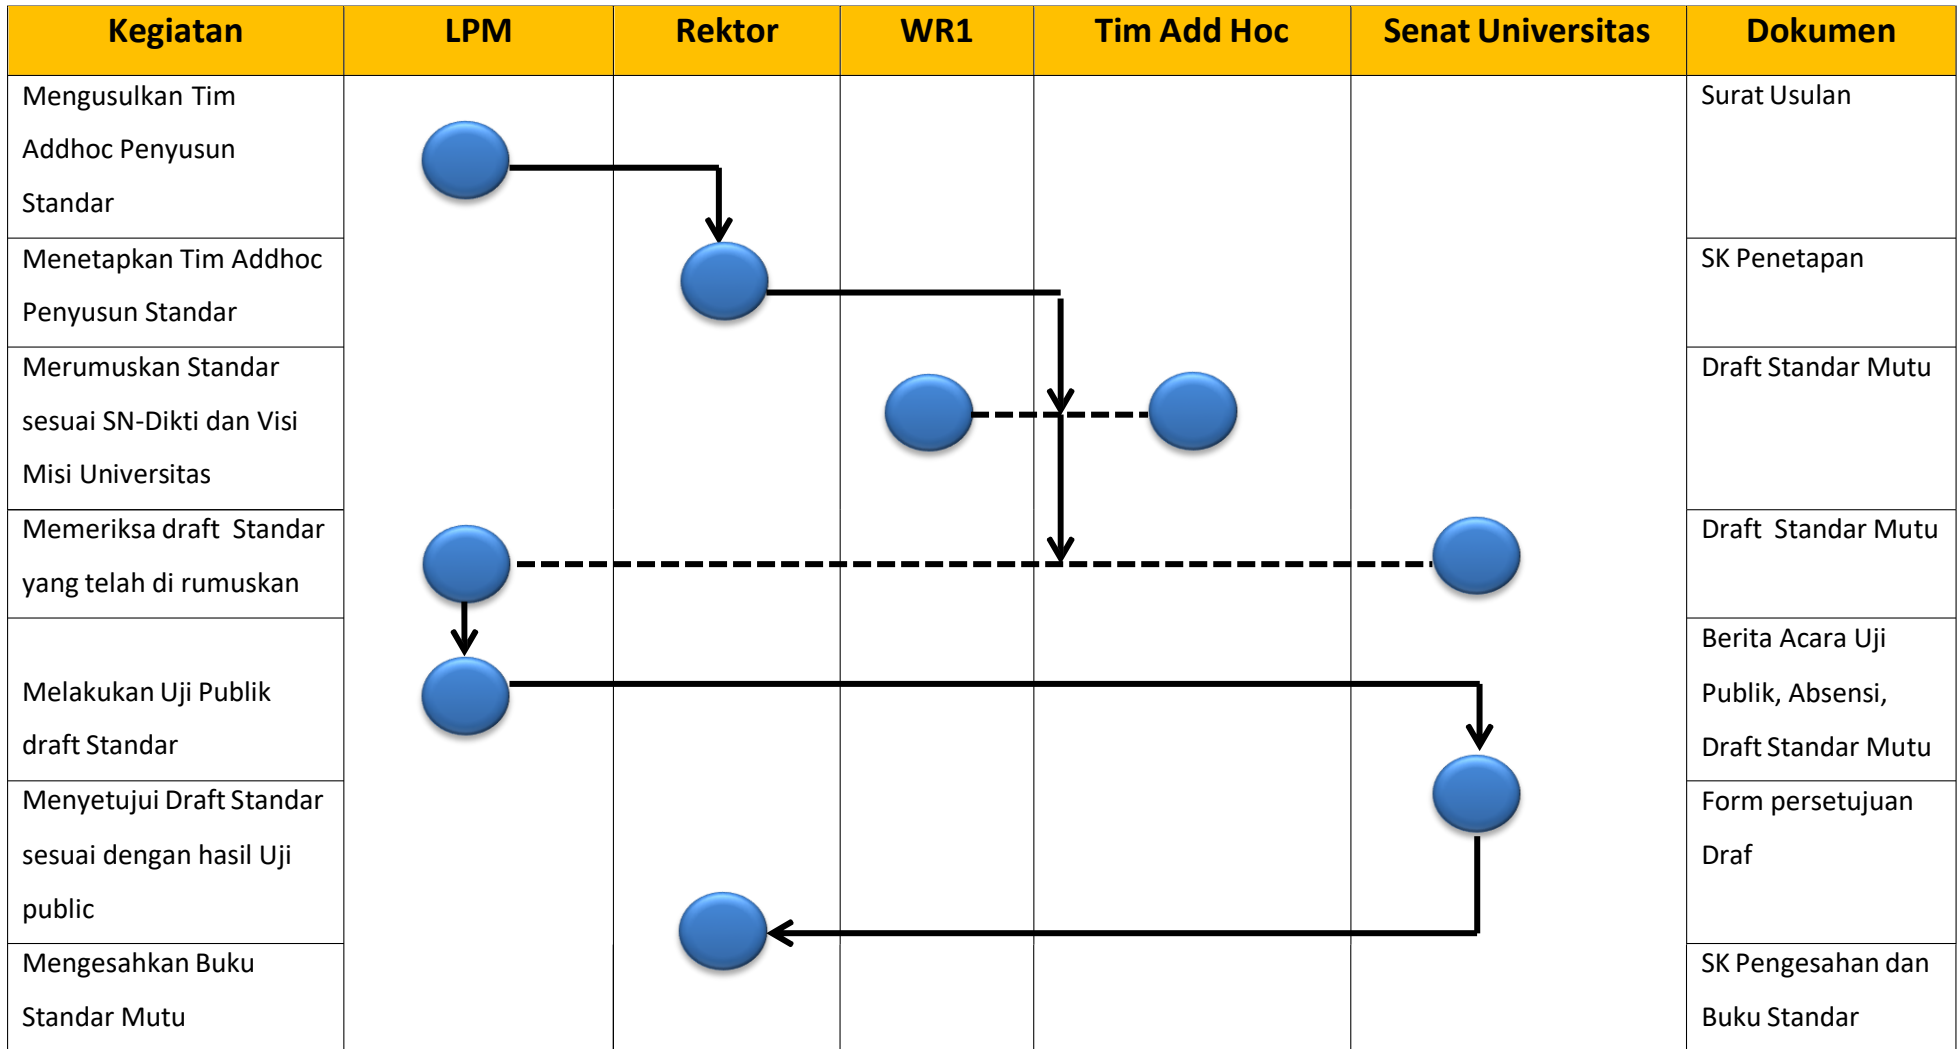 Kegiatan LPM Rektor WR1 Tim Add Hoc Senat Universitas Dokumen
Mengusulkan Tim
Addhoc Penyusun
Standar
Surat Usulan
Menetapkan Tim Addhoc
Penyusun Standar
SK Penetapan
Merumuskan Standar
sesuai SN-Dikti dan Visi
Misi Universitas
Draft Standar Mutu
Memeriksa draft Standar
yang telah di rumuskan
Draft Standar Mutu
Melakukan Uji Publik
draft Standar
Berita Acara Uji
Publik, Absensi,
Draft Standar Mutu
Menyetujui Draft Standar
sesuai dengan hasil Uji
public
Form persetujuan
Draf
Mengesahkan Buku
Standar Mutu
SK Pengesahan dan
Buku Standar